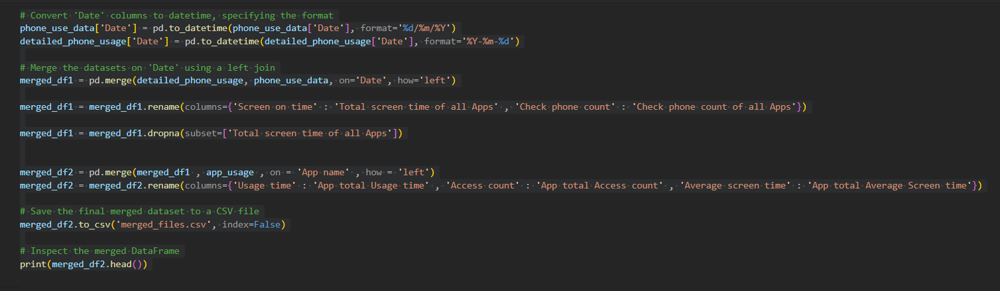 # Convert 'Date' columns to datetime, specifying the format
phone_use_data['Date'] = pd.to_datetime(phone_use_data['Date'], format='%d/%m/%Y')
detailed_phone_usage['Date'] = pd.to_datetime(detailed_phone_usage['Date'], format='%Y-%m-%d')
# Merge the datasets on 'Date' using a left join
merged_df1 = pd.merge(detailed_phone_usage, phone_use_data, on='Date', how='left')
merged_df1 = merged_df1.rename(columns={'Screen on time' : 'Total screen time of all Apps' , 'Check phone count' : 'Check phone count of all Apps'})
merged_df1 = merged_df1.dropna(subset=['Total screen time of all Apps'])
merged_df2 = pd.merge(merged_df1 , app_usage , on = 'App name' , how = 'left')
merged_df2 = merged_df2.rename(columns={'Usage time' : 'App total Usage time' , 'Access count' : 'App total Access count' , 'Average screen time' : 'App total Average Screen time'})
# Save the final merged dataset to a CSV file
merged_df2.to_csv('merged_files.csv', index=False)
# Inspect the merged DataFrame
print(merged_df2.head())